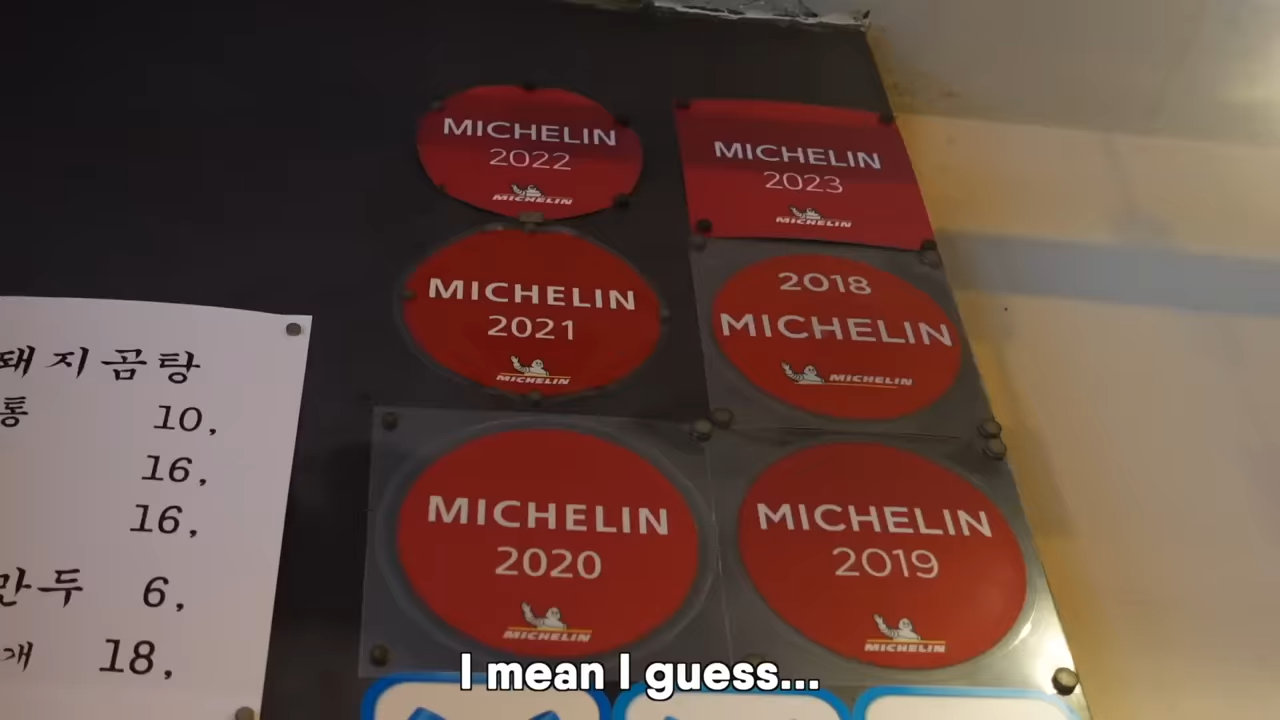 돼지곰탕
통 10,
16,
16,
만두 6,
개 18,
MICHELIN
2022
MICHELIN
MICHELIN
2023
MICHELIN
MICHELIN
2021
MICHELIN
2018
MICHELIN
MICHELIN
MICHELIN
2020
MICHELIN
MICHELIN
2019
MICHELIN
I mean I guess...